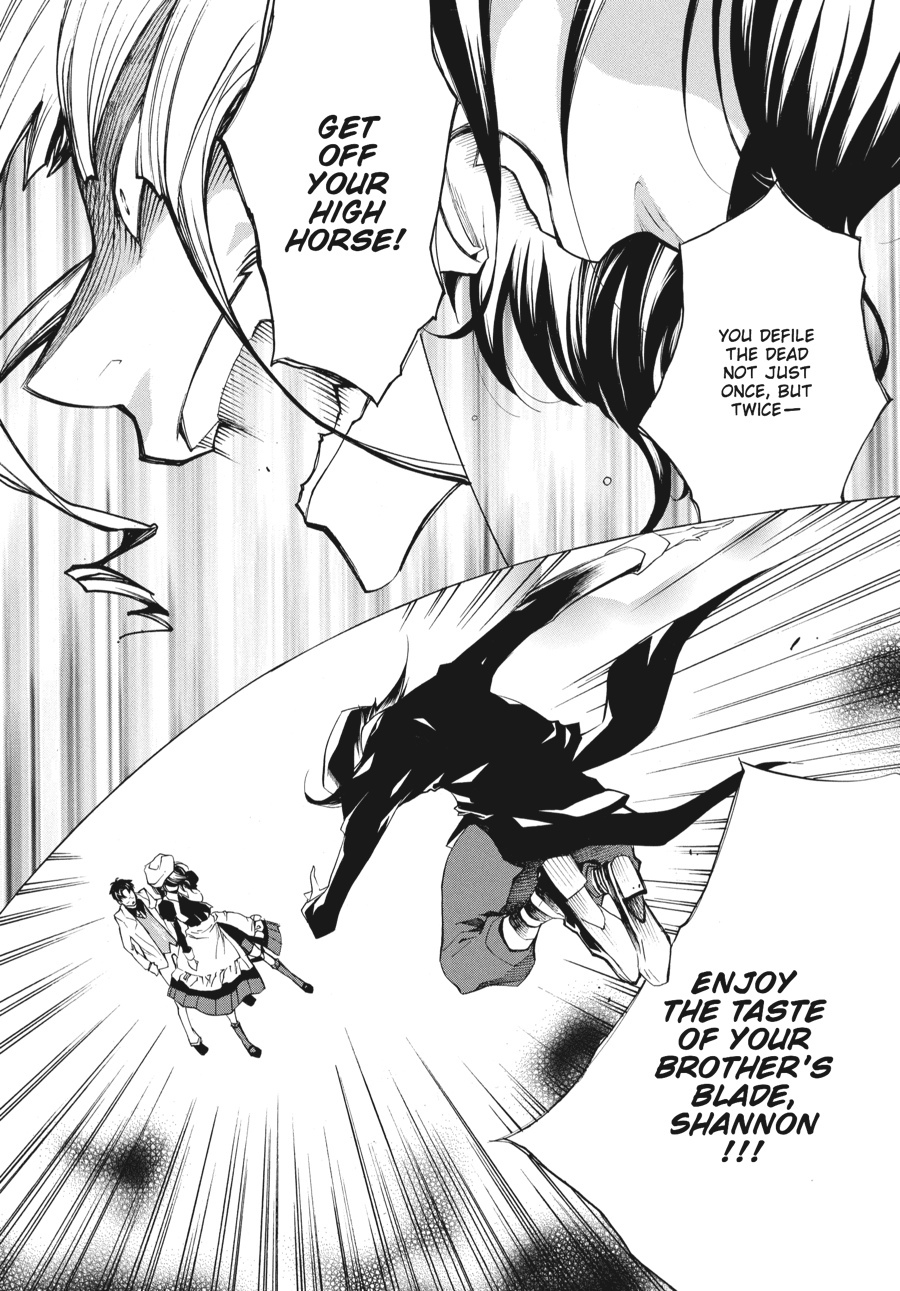 YOU DEFILE
THE DEAD
NOT JUST
ONCE, BUT
TWICE—
GET
OFF
YOUR
HIGH
HORSE!
ENJOY
THE TASTE
OF YOUR
BROTHER'S
BLADE,
SHANNON
!!!